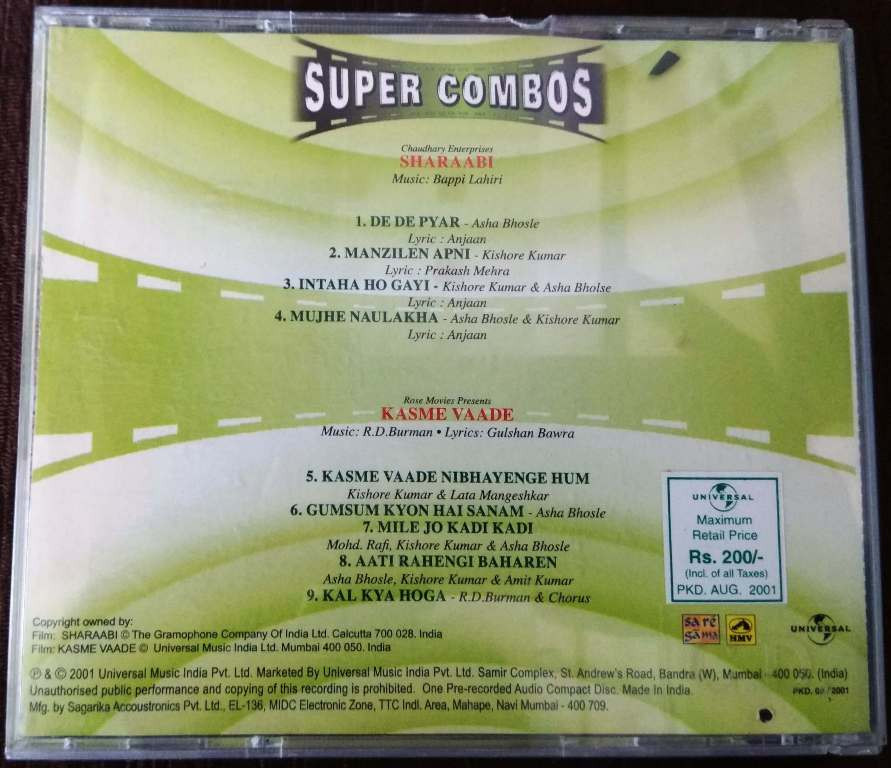 SUPER COMBOS
Chaudhary Enterprises
SHARAABI
Music: Bappi Lahiri
1. DE DE PYAR - Asha Bhosle
Lyric : Anjaan
2. MANZILEN APNI - Kishore Kumar
Lyric : Prakash Mehra
3. INTAHA HO GAYI - Kishore Kumar & Asha Bholse
Lyric : Anjaan
4. MUJHE NAULAKHA - Asha Bhosle & Kishore Kumar
Lyric : Anjaan
Rose Movies Presents
KASME VAADE
Music: R.D.Burman • Lyrics: Gulshan Bawra
5. KASME VAADE NIBHAYENGE HUM
Kishore Kumar & Lata Mangeshkar
6. GUMSUM KYON HAI SANAM - Asha Bhosle
7. MILE JO KADI KADI
Mohd. Rafi, Kishore Kumar & Asha Bhosle
8. AATI RAHENGI BAHAREN
Asha Bhosle, Kishore Kumar & Amit Kumar
9. KAL KYA HOGA - R.D.Burman & Chorus
UNIVERSAL
Maximum
Retail Price
Rs. 200/-
(Incl. of all Taxes)
PKD. AUG. 2001
Copyright owned by:
Film: SHARAABI © The Gramophone Company Of India Ltd. Calcutta 700 028. India
Film: KASME VAADE © Universal Music India Ltd. Mumbai 400 050. India
sa re
ga ma
HMV
UNIVERSAL
℗ & © 2001 Universal Music India Pvt. Ltd. Marketed By Universal Music India Pvt. Ltd. Samir Complex, St. Andrew's Road, Bandra (W), Mumbai - 400 050. (India)
Unauthorised public performance and copying of this recording is prohibited. One Pre-recorded Audio Compact Disc. Made In India.
PKD. /2001
Mfg. by Sagarika Accoustronics Pvt. Ltd., EL-136, MIDC Electronic Zone, TTC Indl. Area, Mahape, Navi Mumbai - 400 709.